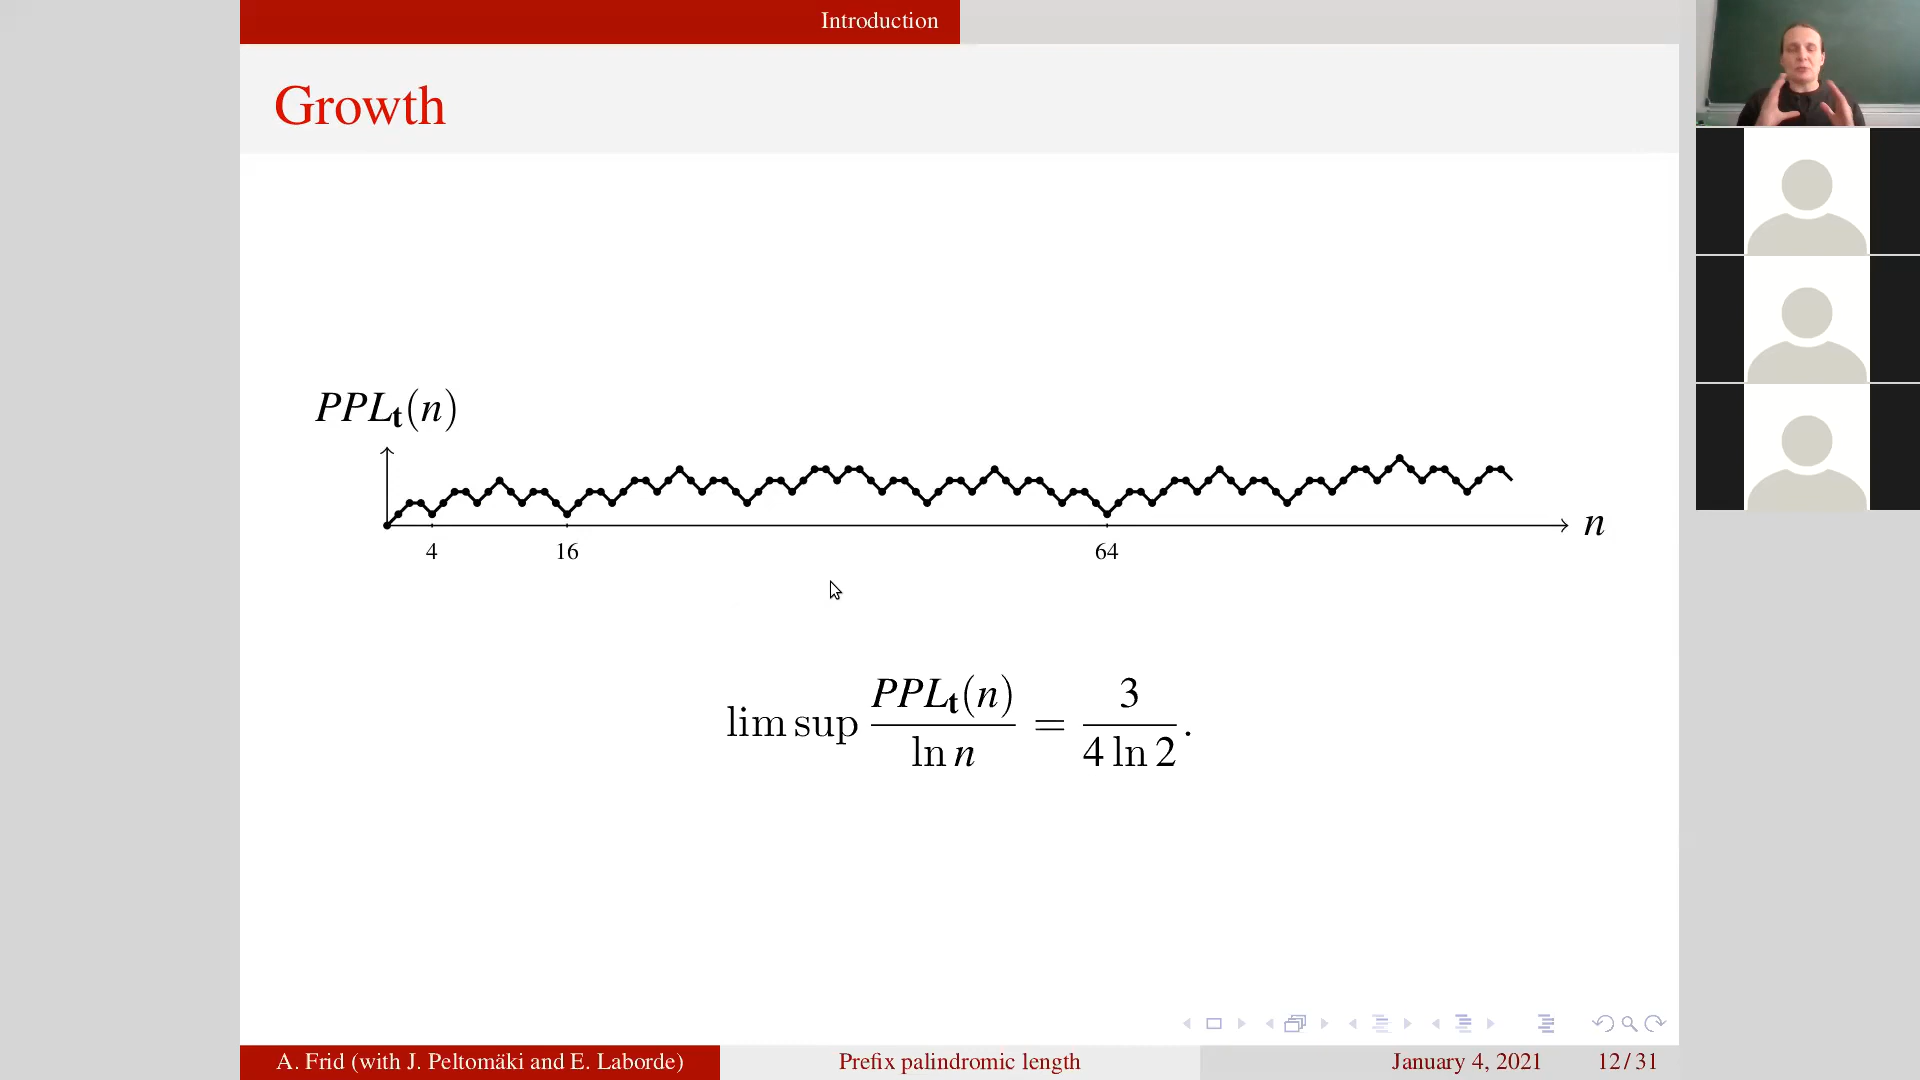 Introduction
Growth
PPLₜ(n)
n
4 16 64
lim sup PPLₜ(n) / ln n = 3 / 4 ln 2 .
A. Frid (with J. Peltomäki and E. Laborde) Prefix palindromic length January 4, 2021 12 / 31